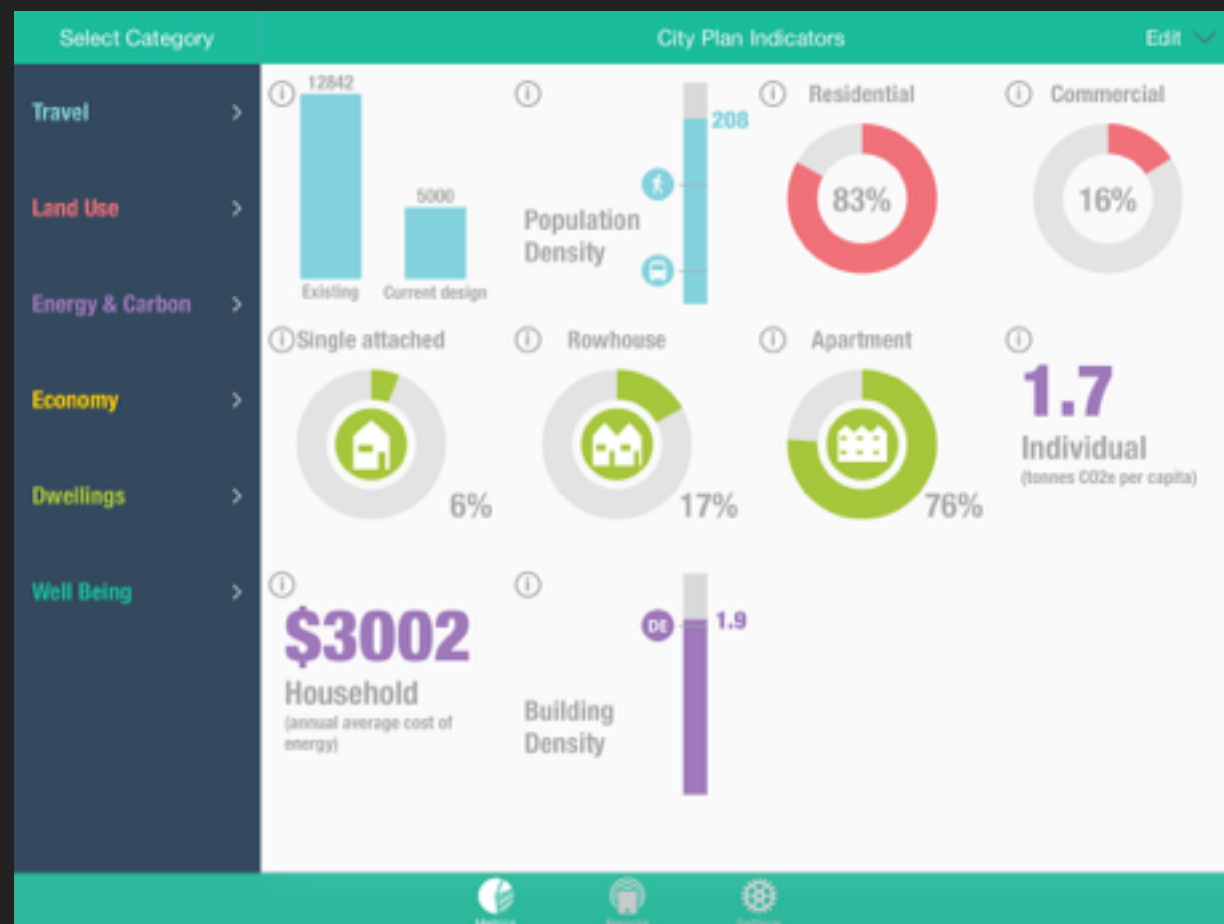 Select Category
City Plan Indicators
Edit
Travel
Land Use
Energy & Carbon
Economy
Dwellings
Well Being
12842
5000
Existing
Current design
208
Population
Density
Residential
83%
Commercial
16%
Single attached
6%
Rowhouse
17%
Apartment
76%
1.7
Individual
(tonnes CO2e per capita)
$3002
Household
(annual average cost of
energy)
DE
1.9
Building
Density